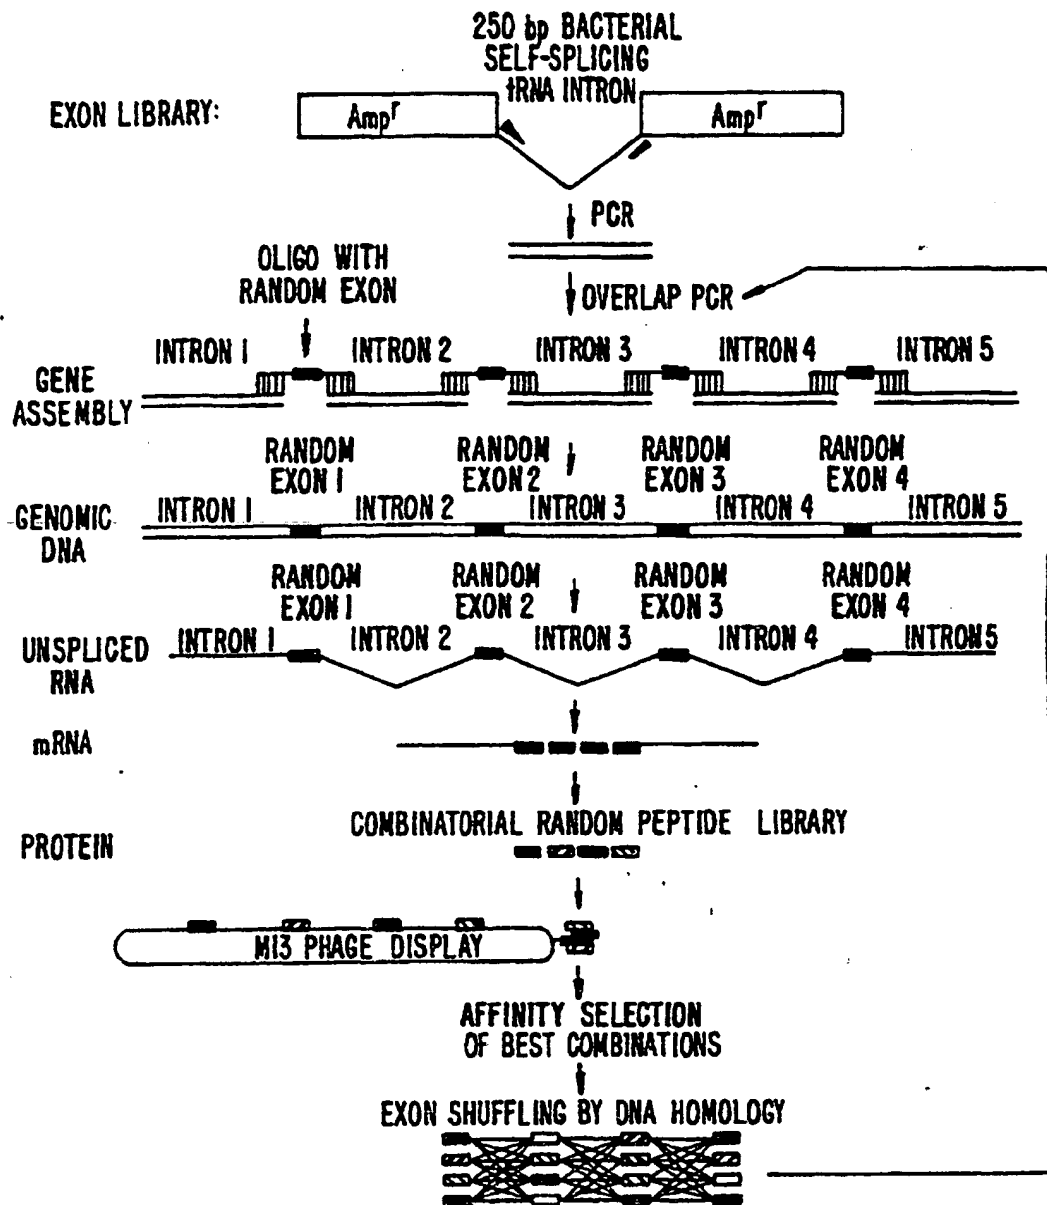 250 bp BACTERIAL
SELF-SPLICING
tRNA INTRON
EXON LIBRARY:
Ampr
Ampr
PCR
OLIGO WITH
RANDOM EXON
OVERLAP PCR
INTRON 1
INTRON 2
INTRON 3
INTRON 4
INTRON 5
GENE
ASSEMBLY
RANDOM
EXON 1
RANDOM
EXON 2
RANDOM
EXON 3
RANDOM
EXON 4
GENOMIC
DNA
INTRON 1
INTRON 2
INTRON 3
INTRON 4
INTRON 5
RANDOM
EXON 1
RANDOM
EXON 2
RANDOM
EXON 3
RANDOM
EXON 4
UNSPLICED
RNA
INTRON 1
INTRON 2
INTRON 3
INTRON 4
INTRON 5
mRNA
COMBINATORIAL RANDOM PEPTIDE LIBRARY
PROTEIN
M13 PHAGE DISPLAY
AFFINITY SELECTION
OF BEST COMBINATIONS
EXON SHUFFLING BY DNA HOMOLOGY